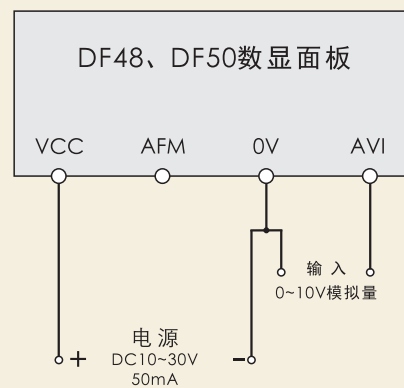 DF48、DF50数显面板
VCC AFM 0V AVI
输入
0~10V模拟量
+ 电源 -
DC10~30V
50mA